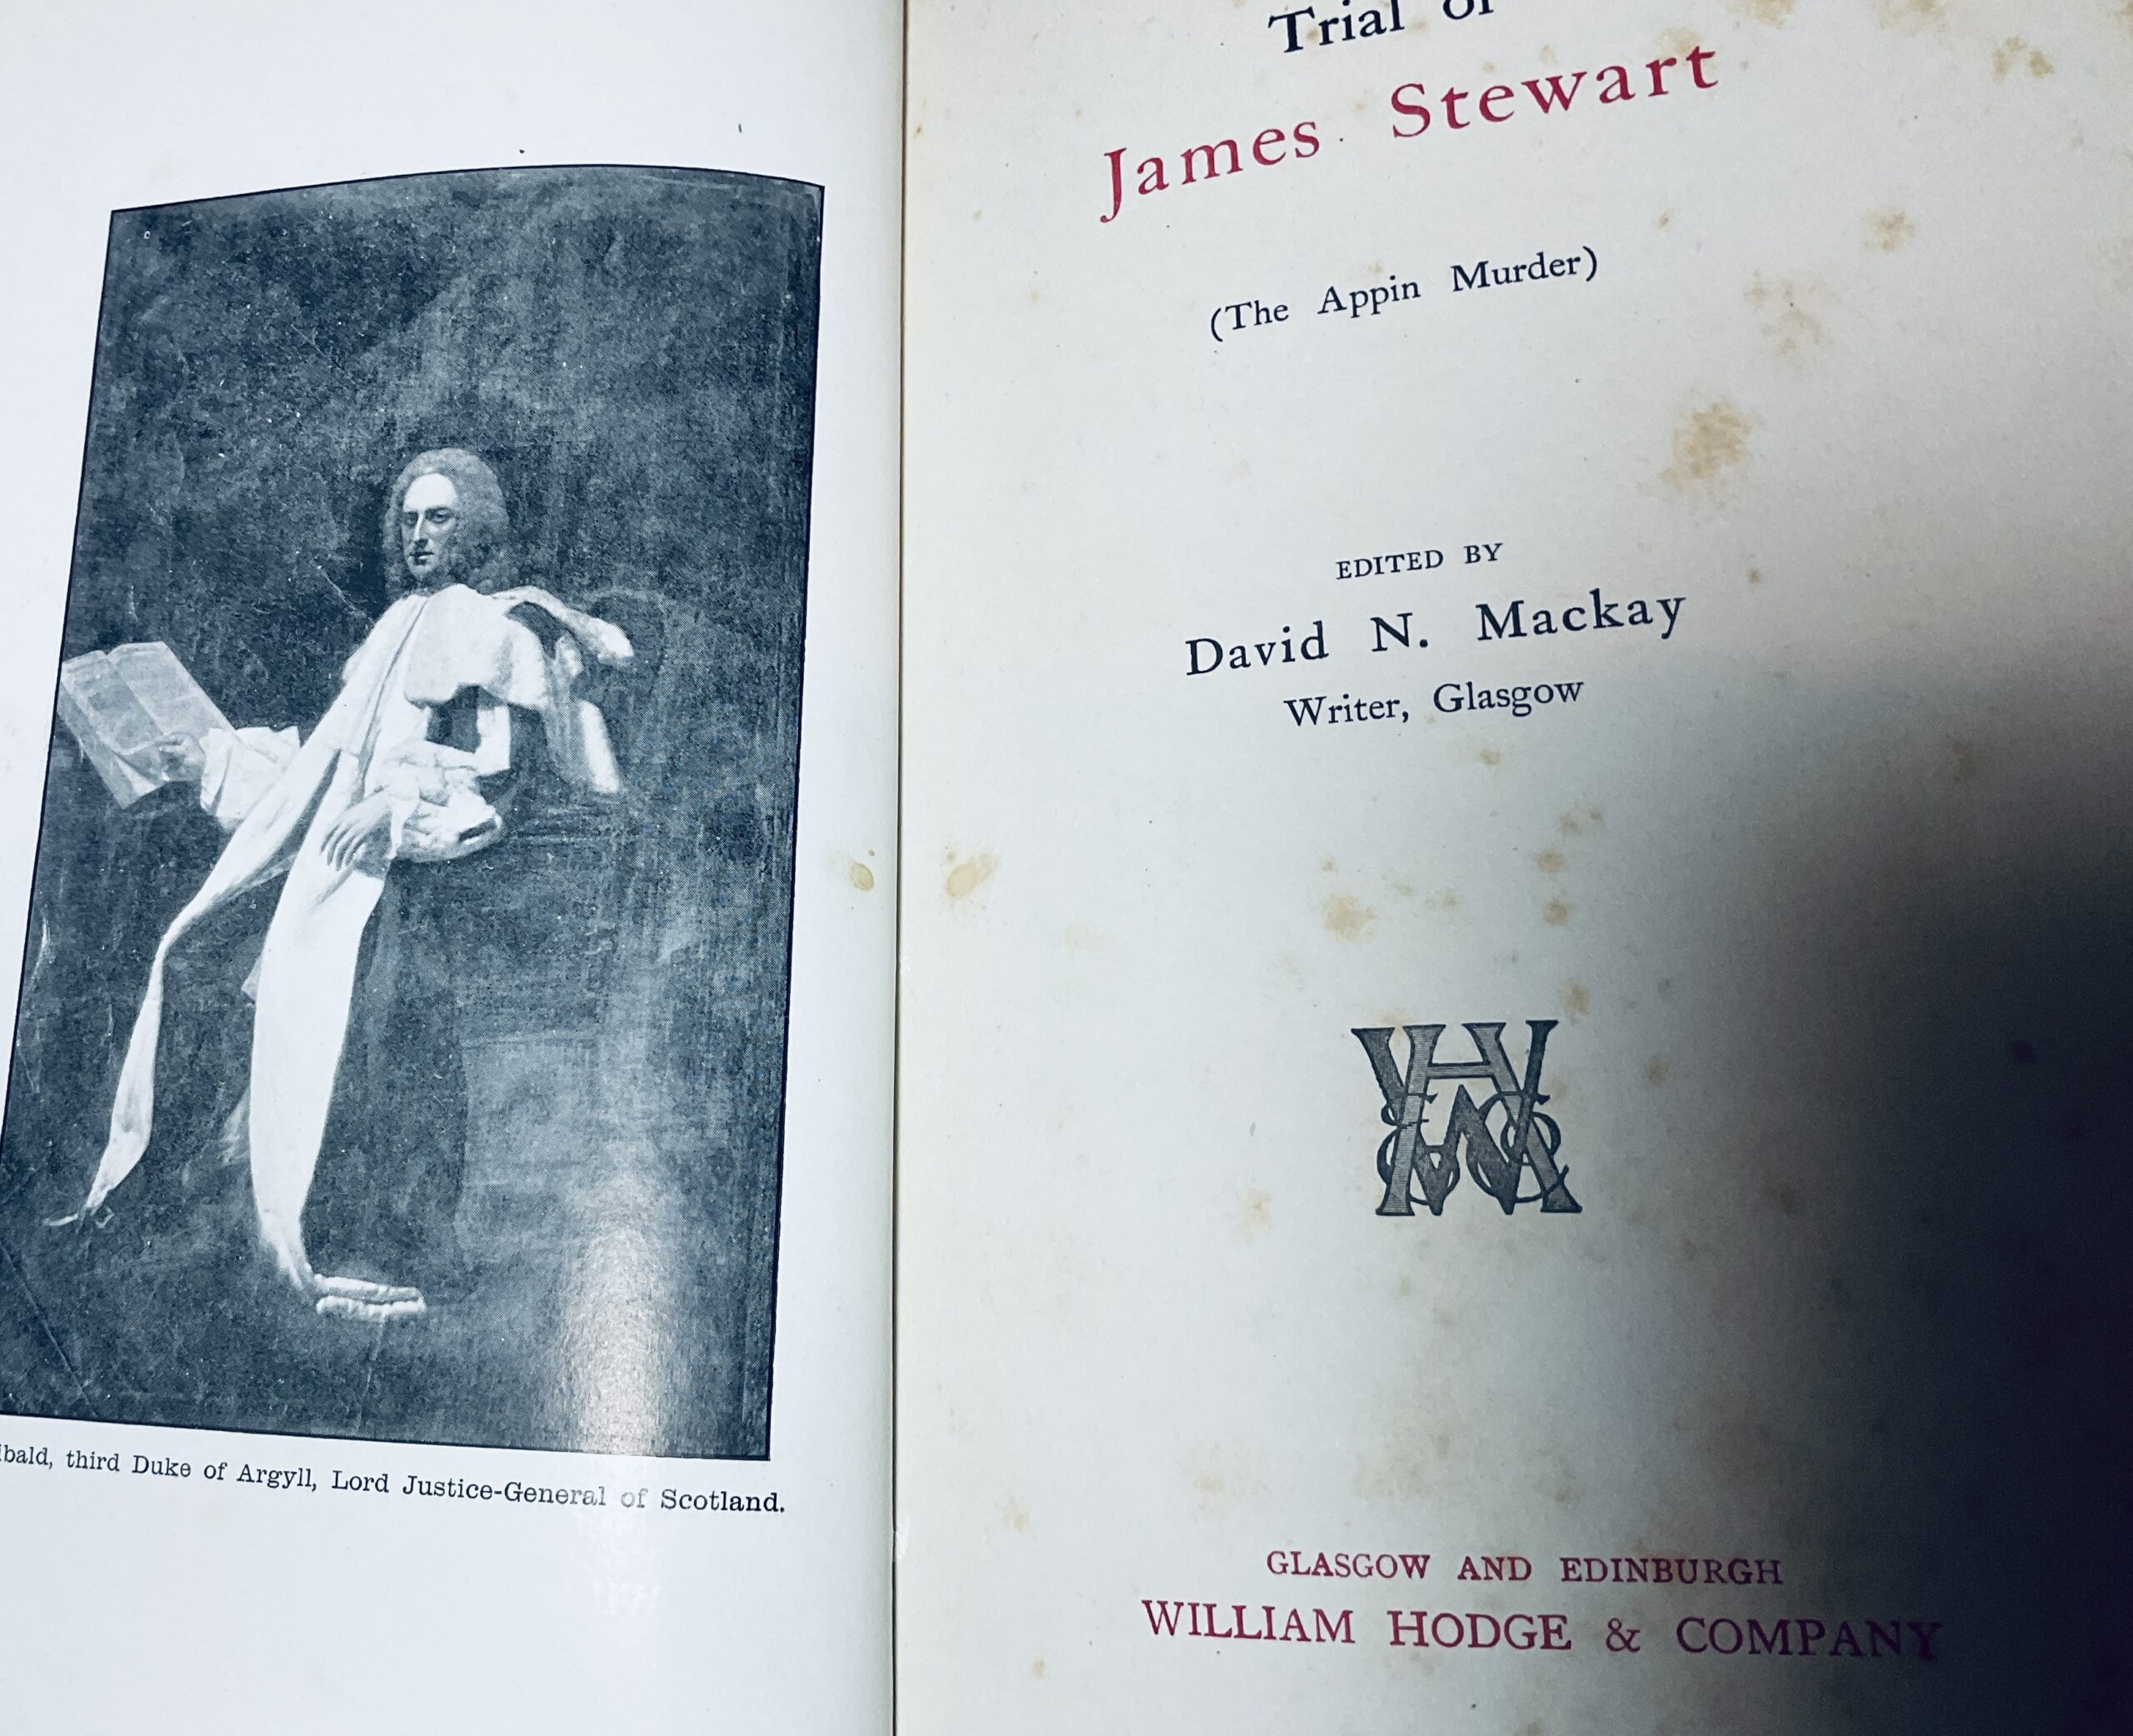 Trial of
James Stewart
(The Appin Murder)
EDITED BY
David N. Mackay
Writer, Glasgow
GLASGOW AND EDINBURGH
WILLIAM HODGE & COMPANY
bald, third Duke of Argyll, Lord Justice-General of Scotland.